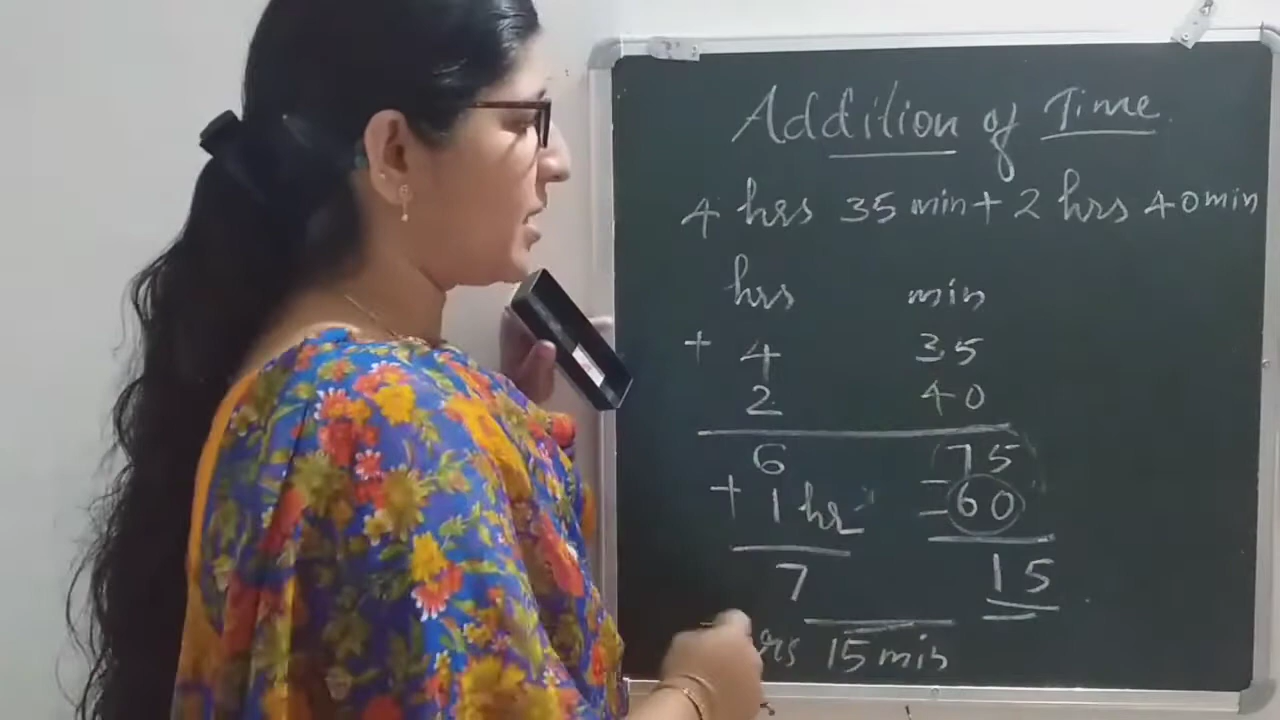 Addition of Time
4 hrs 35 min + 2 hrs 40 min
hrs min
+ 4 35
2 40
6 75
+ 1 hr - 60
7 15
15 min